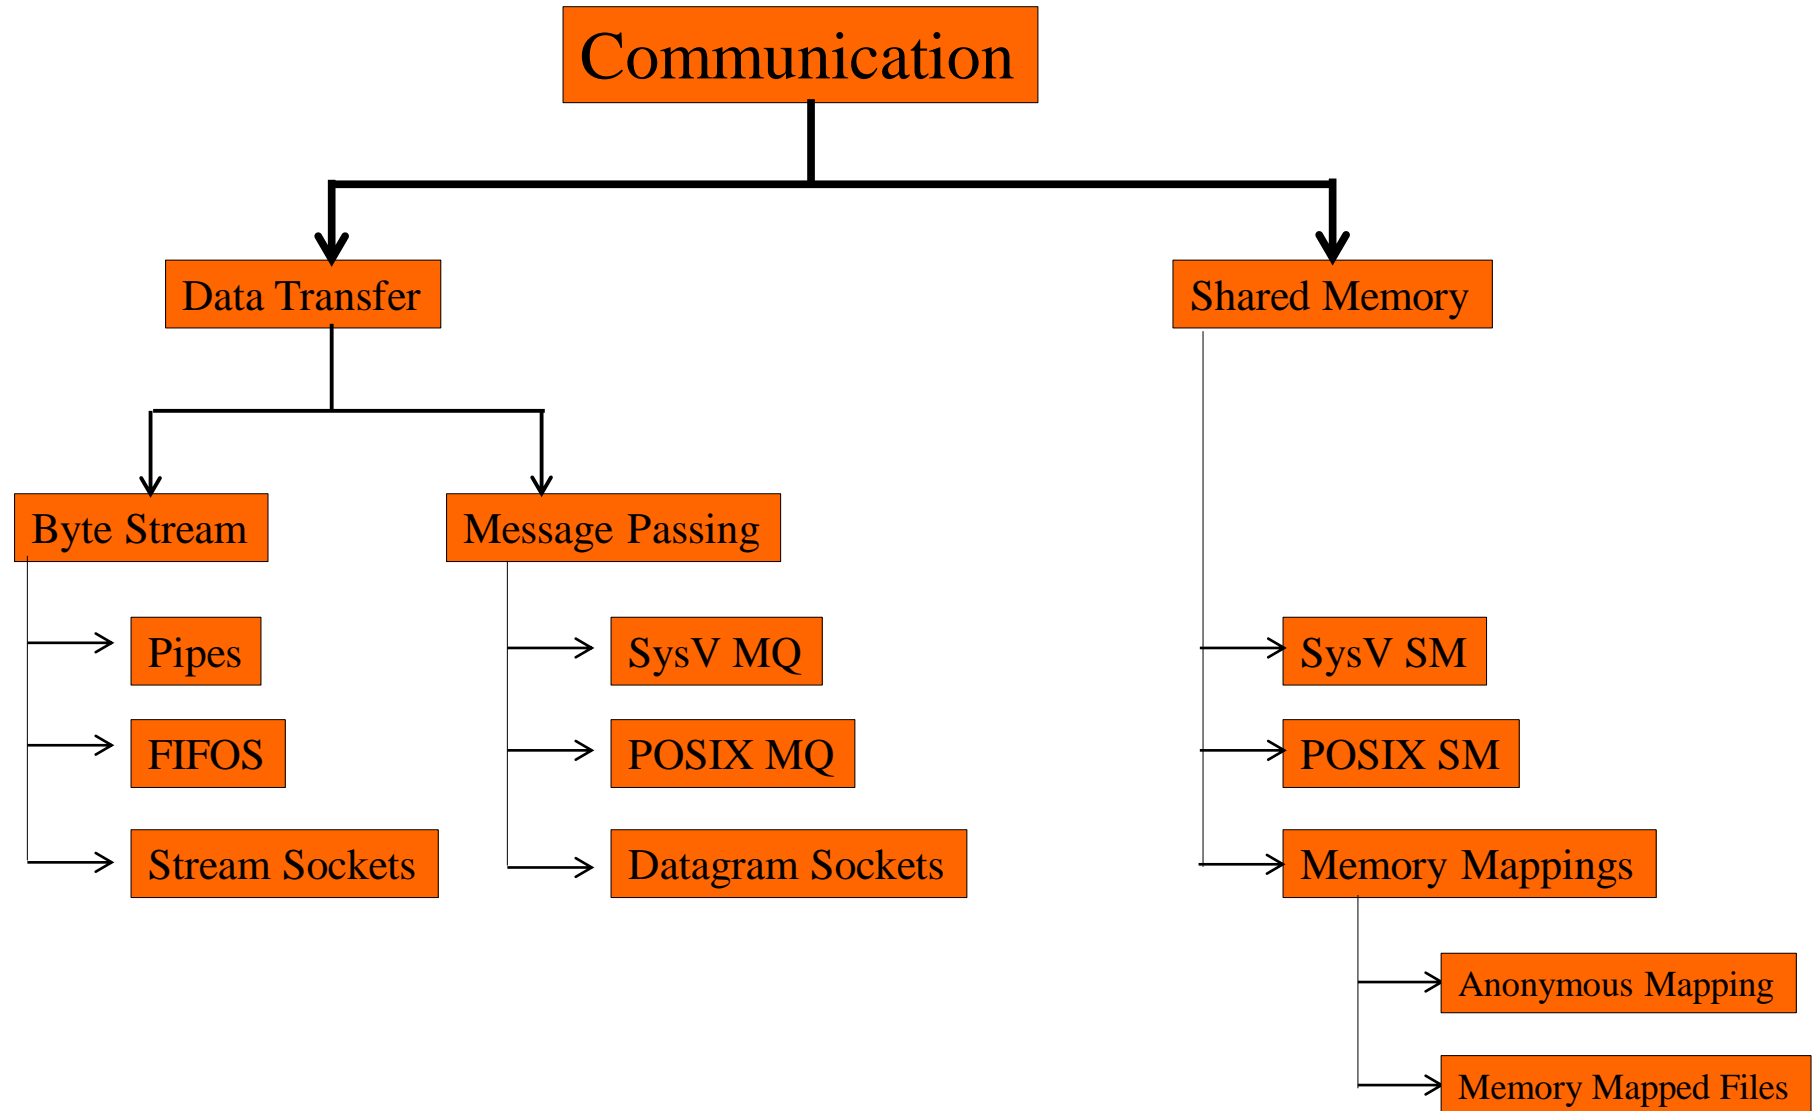 Communication
Data Transfer
Shared Memory
Byte Stream
Message Passing
Pipes
FIFOS
Stream Sockets
SysV MQ
POSIX MQ
Datagram Sockets
SysV SM
POSIX SM
Memory Mappings
Anonymous Mapping
Memory Mapped Files